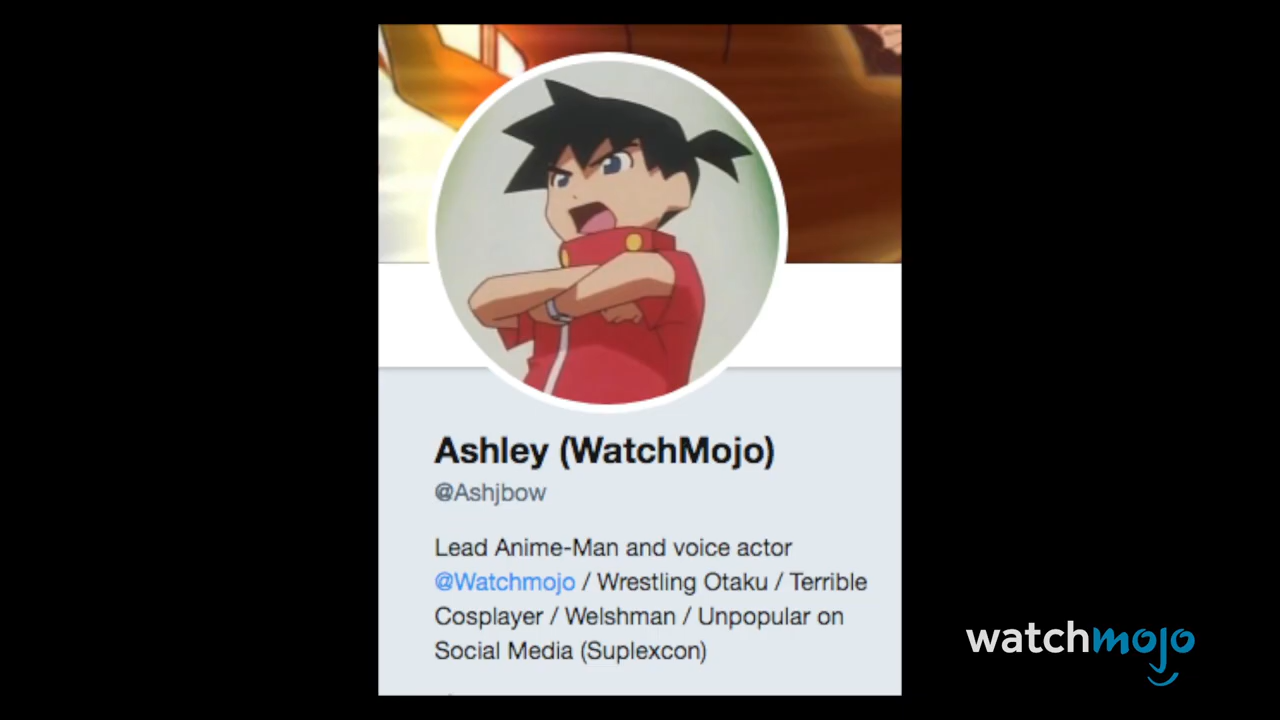 Ashley (WatchMojo)
@Ashjbow
Lead Anime-Man and voice actor
@Watchmojo / Wrestling Otaku / Terrible
Cosplayer / Welshman / Unpopular on
Social Media (Suplexcon)
watchmojo